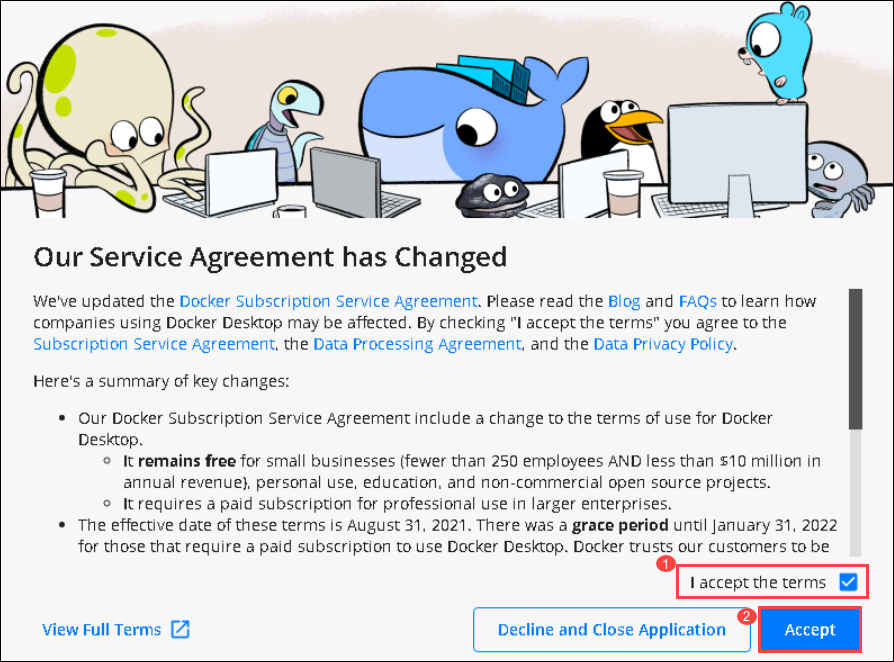 Our Service Agreement has Changed
We've updated the Docker Subscription Service Agreement. Please read the Blog and FAQs to learn how
companies using Docker Desktop may be affected. By checking "I accept the terms" you agree to the
Subscription Service Agreement, the Data Processing Agreement, and the Data Privacy Policy.
Here's a summary of key changes:
• Our Docker Subscription Service Agreement include a change to the terms of use for Docker
Desktop.
◦ It remains free for small businesses (fewer than 250 employees AND less than $10 million in
annual revenue), personal use, education, and non-commercial open source projects.
◦ It requires a paid subscription for professional use in larger enterprises.
• The effective date of these terms is August 31, 2021. There was a grace period until January 31, 2022
for those that require a paid subscription to use Docker Desktop. Docker trusts our customers to be
1
I accept the terms
View Full Terms
Decline and Close Application
2
Accept